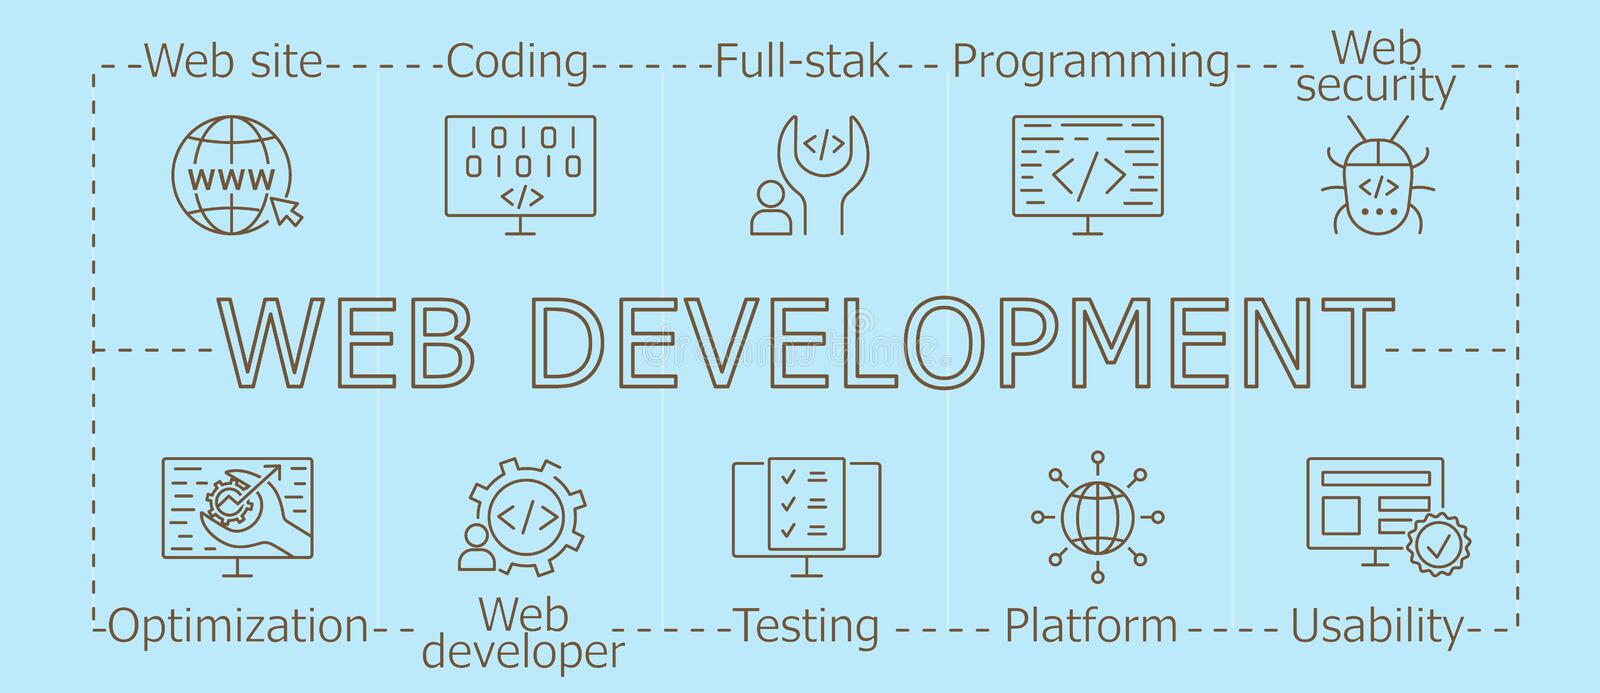 Web site
Coding
Full-stak
Programming
Web
security
www
10101
01010
</>
</>
</>
</>
WEB DEVELOPMENT
dreamstime
</>
Optimization
Web
developer
Testing
Platform
Usability